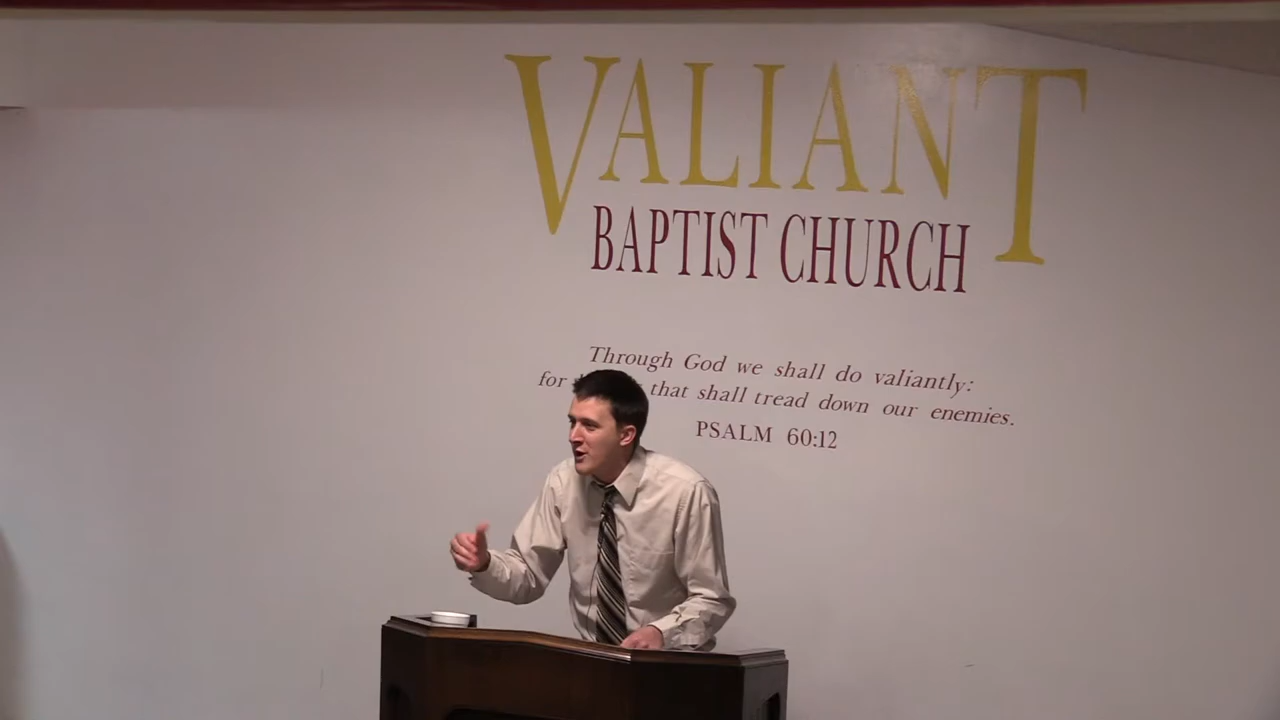 VALIANT
BAPTIST CHURCH
Through God we shall do valiantly:
for that shall tread down our enemies.
PSALM 60:12